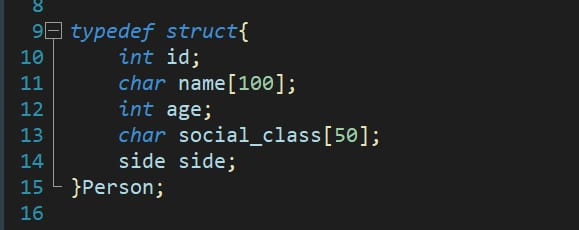 8
9 typedef struct{
10     int id;
11     char name[100];
12     int age;
13     char social_class[50];
14     side side;
15 }Person;
16